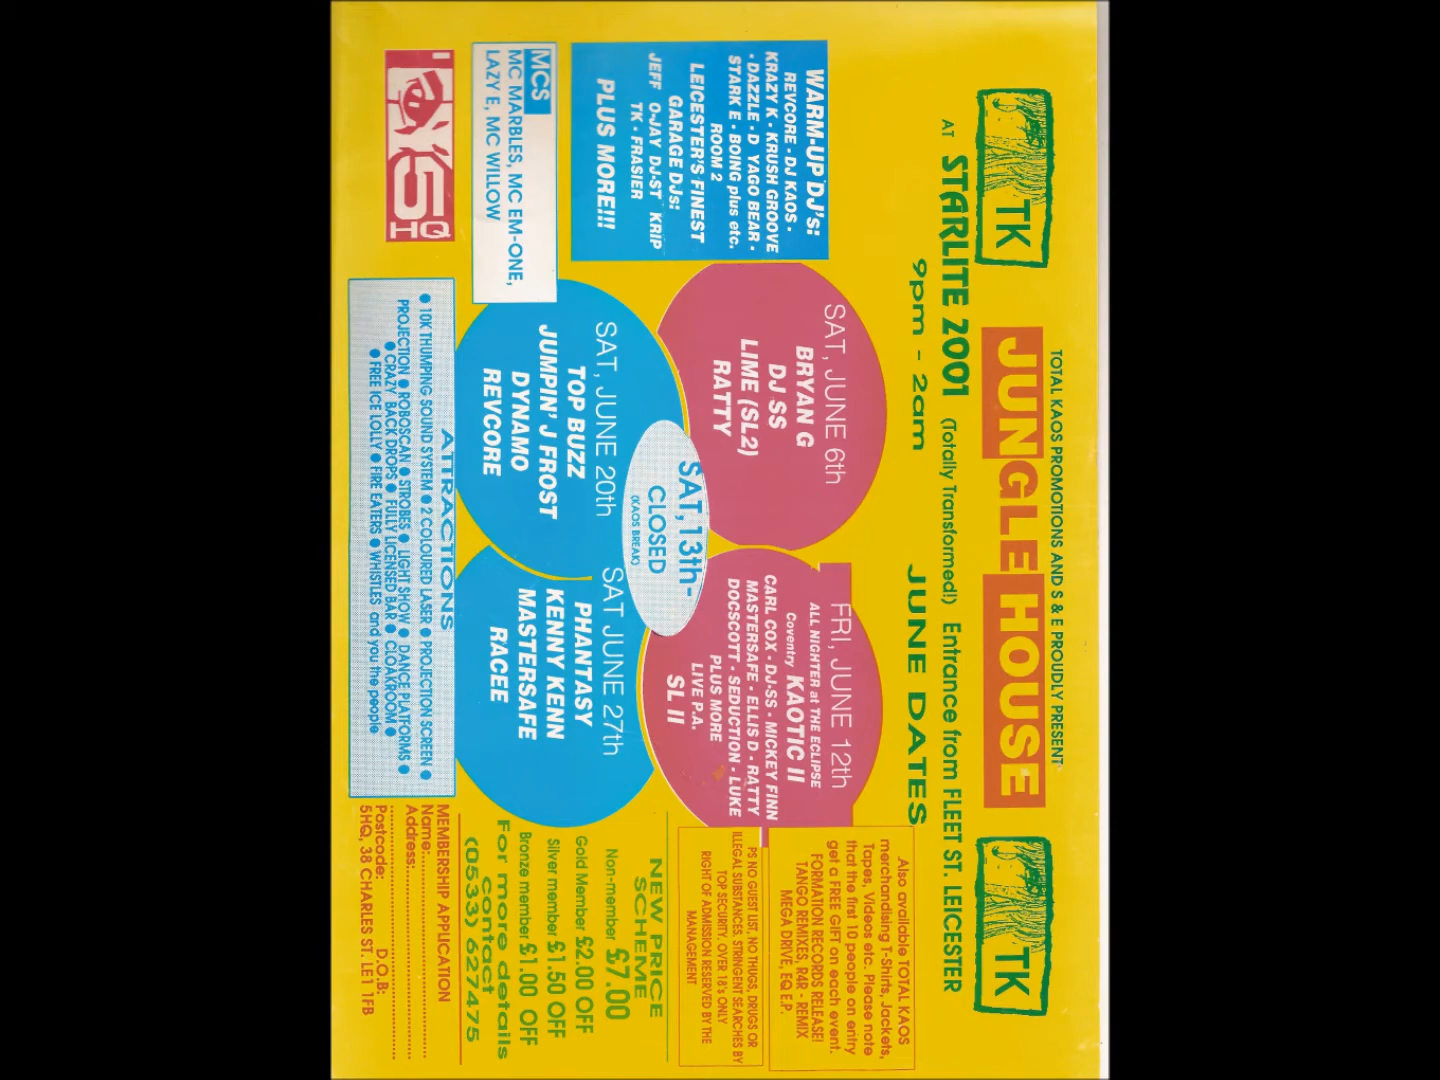 TOTAL KAOS PROMOTIONS AND S & E PROUDLY PRESENT
TK
JUNGLE HOUSE
TK
AT STARLITE 2001 (Totally Transformed!) Entrance from FLEET ST. LEICESTER
9pm - 2am JUNE DATES
WARM-UP DJ's:
REVCORE • DJ KAOS •
KRAZY K • KRUSH GROOVE
• DAZZLE • D YAGO BEAR •
STARK E • BOING plus etc.
ROOM 2
LEICESTER'S FINEST
GARAGE DJs:
JEFF O-JAY DJ-ST KRIP
TK • FRASIER
PLUS MORE!!!
MCS
MC MARBLES, MC EM-ONE,
LAZY E, MC WILLOW
5HQ
SAT, JUNE 6th
BRYAN G
DJ SS
LIME (SL2)
RATTY
FRI, JUNE 12th
ALL NIGHTER at THE ECLIPSE
Coventry KAOTIC II
CARL COX • DJ-SS • MICKEY FINN
MASTERSAFE • ELLIS D • RATTY
DOCSCOTT • SEDUCTION • LUKE
PLUS MORE
LIVE P.A.
SL II
SAT, 13th-
CLOSED
(KAOS BREAK)
SAT, JUNE 20th
TOP BUZZ
JUMPIN' J FROST
DYNAMO
REVCORE
SAT JUNE 27th
PHANTASY
KENNY KENN
MASTERSAFE
RACEE
Also available TOTAL KAOS
merchandising T-Shirts, Jackets,
Tapes, Videos etc. Please note
that the first 10 people on entry
get a FREE GIFT on each event.
FORMATION RECORDS RELEASE!
TANGO REMIXES, R4R - REMIX
MEGA DRIVE, EQ E.P.
PS NO GUEST LIST, NO THUGS, DRUGS OR
ILLEGAL SUBSTANCES. STRINGENT SEARCHES BY
TOP SECURITY. OVER 18's ONLY
RIGHT OF ADMISSION RESERVED BY THE
MANAGEMENT
NEW PRICE
SCHEME
Non-member £7.00
Gold Member £2.00 OFF
Silver member £1.50 OFF
Bronze member £1.00 OFF
For more details
contact
(0533) 627475
ATTRACTIONS
● 10K THUMPING SOUND SYSTEM ● 2 COLOURED LASER ● PROJECTION SCREEN ●
PROJECTION ● ROBOSCAN ● STROBES ● LIGHT SHOW ● DANCE PLATFORMS ●
● CRAZY BACK DROPS ● FULLY LICENSED BAR ● CLOAKROOM ●
● FREE ICE LOLLY ● FIRE EATERS ● WHISTLES and you the people
MEMBERSHIP APPLICATION
Name:
Address:
Postcode: D.O.B:
5HQ, 38 CHARLES ST. LE1 1FB